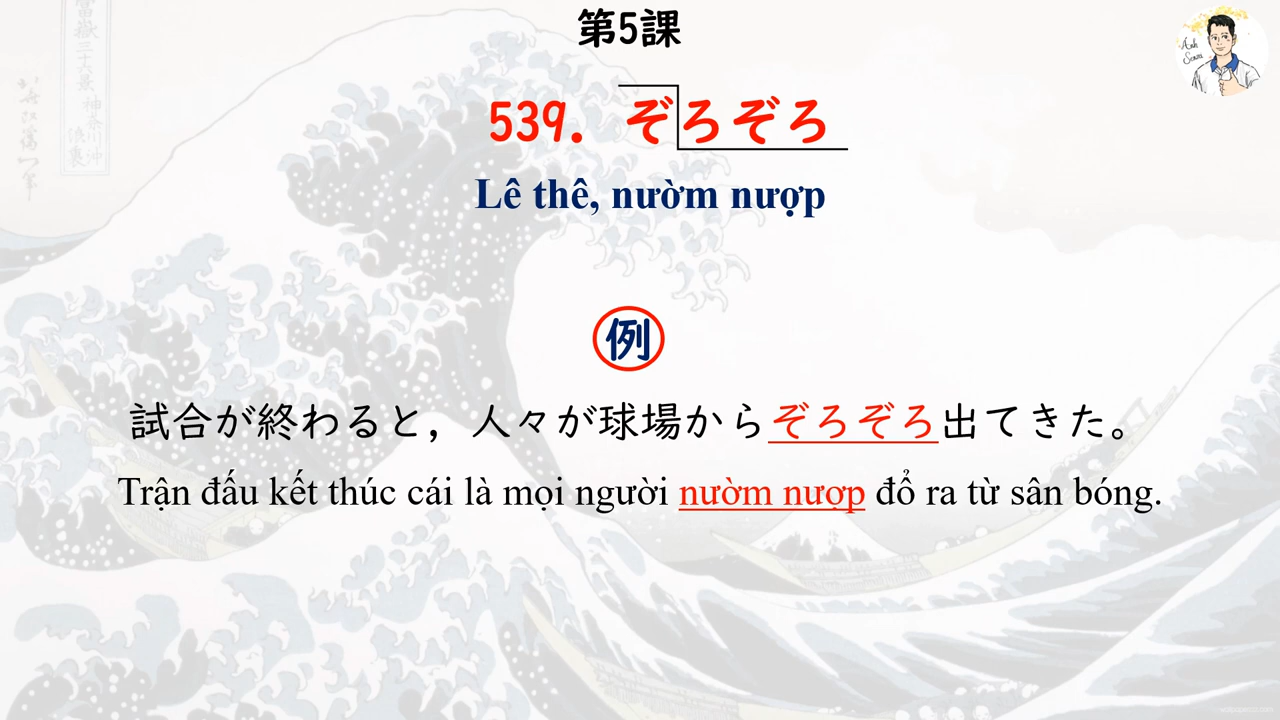 第5課
539. ぞろぞろ
Lê thê, nườm nượp
例
試合が終わると，人々が球場からぞろぞろ出てきた。
Trận đấu kết thúc cái là mọi người nườm nượp đổ ra từ sân bóng.
Anh
Sensei